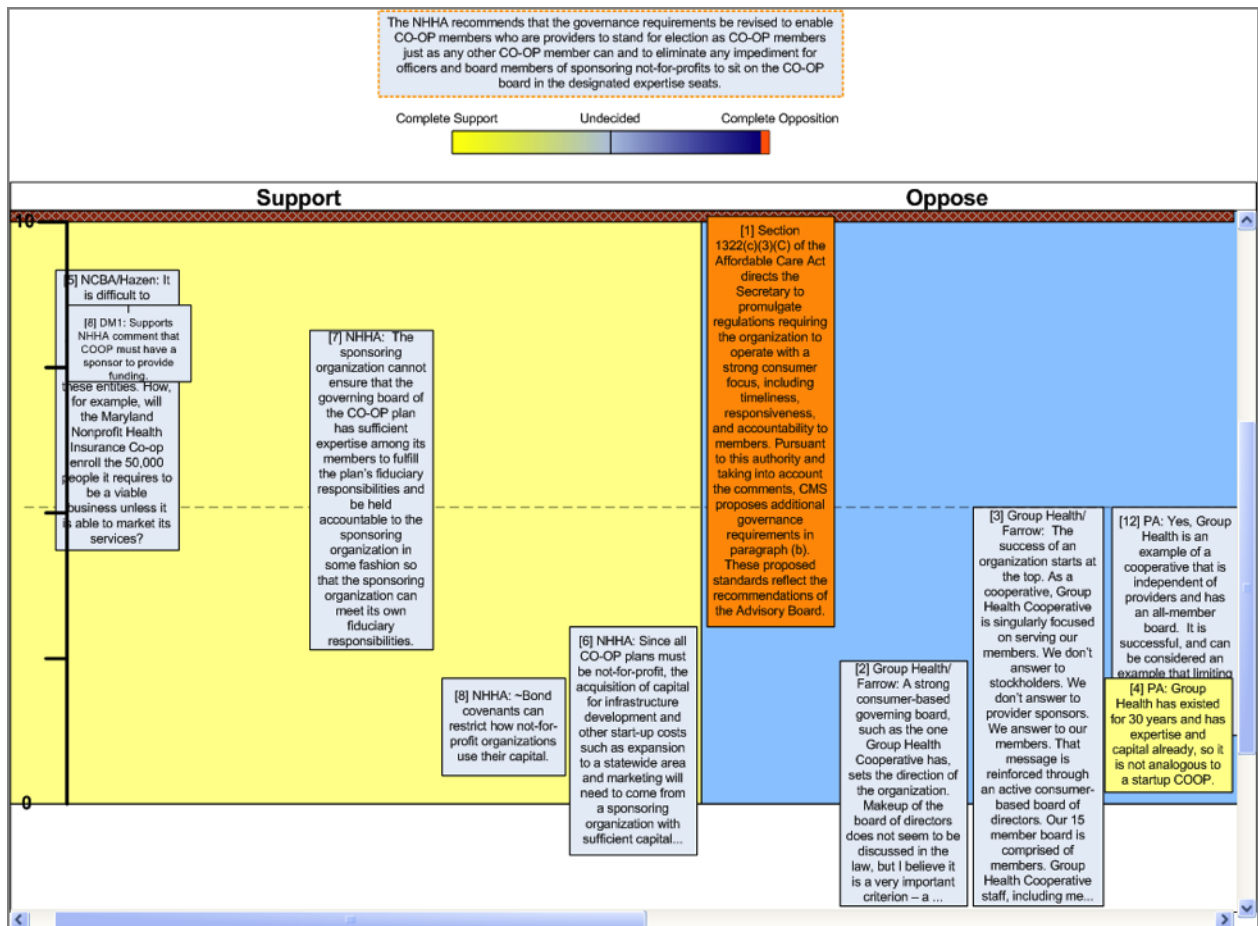 The NHHA recommends that the governance requirements be revised to enable
CO-OP members who are providers to stand for election as CO-OP members
just as any other CO-OP member can and to eliminate any impediment for
officers and board members of sponsoring not-for-profits to sit on the CO-OP
board in the designated expertise seats.
Complete Support
Undecided
Complete Opposition
Support
Oppose
10
[5] NCBA/Hazen: It
is difficult to
[8] DM1: Supports
NHHA comment that
COOP must have a
sponsor to provide
funding.
these entities. How,
for example, will
the Maryland
Nonprofit Health
Insurance Co-op
enroll the 50,000
people it requires to
be a viable
business unless it
is able to market its
services?
[7] NHHA: The
sponsoring
organization cannot
ensure that the
governing board of
the CO-OP plan
has sufficient
expertise among its
members to fulfill
the plan's fiduciary
responsibilities and
be held
accountable to the
sponsoring
organization in
some fashion so
that the sponsoring
organization can
meet its own
fiduciary
responsibilities.
[8] NHHA: ~Bond
covenants can
restrict how not-for-
profit organizations
use their capital.
[6] NHHA: Since all
CO-OP plans must
be not-for-profit, the
acquisition of capital
for infrastructure
development and
other start-up costs
such as expansion
to a statewide area
and marketing will
need to come from
a sponsoring
organization with
sufficient capital...
[1] Section
1322(c)(3)(C) of the
Affordable Care Act
directs the
Secretary to
promulgate
regulations requiring
the organization to
operate with a
strong consumer
focus, including
timeliness,
responsiveness,
and accountability to
members. Pursuant
to this authority and
taking into account
the comments, CMS
proposes additional
governance
requirements in
paragraph (b).
These proposed
standards reflect the
recommendations of
the Advisory Board.
[2] Group Health/
Farrow: A strong
consumer-based
governing board,
such as the one
Group Health
Cooperative has,
sets the direction of
the organization.
Makeup of the
board of directors
does not seem to be
discussed in the
law, but I believe it
is a very important
criterion – a ...
[3] Group Health/
Farrow: The
success of an
organization starts at
the top. As a
cooperative, Group
Health Cooperative
is singularly focused
on serving our
members. We don't
answer to
stockholders. We
don't answer to
provider sponsors.
We answer to our
members. That
message is
reinforced through
an active consumer-
based board of
directors. Our 15
member board is
comprised of
members. Group
Health Cooperative
staff, including me...
[12] PA: Yes, Group
Health is an
example of a
cooperative that is
independent of
providers and has
an all-member
board. It is
successful, and can
be considered an
example that limiting
[4] PA: Group
Health has existed
for 30 years and has
expertise and
capital already, so it
is not analogous to
a startup COOP.
0